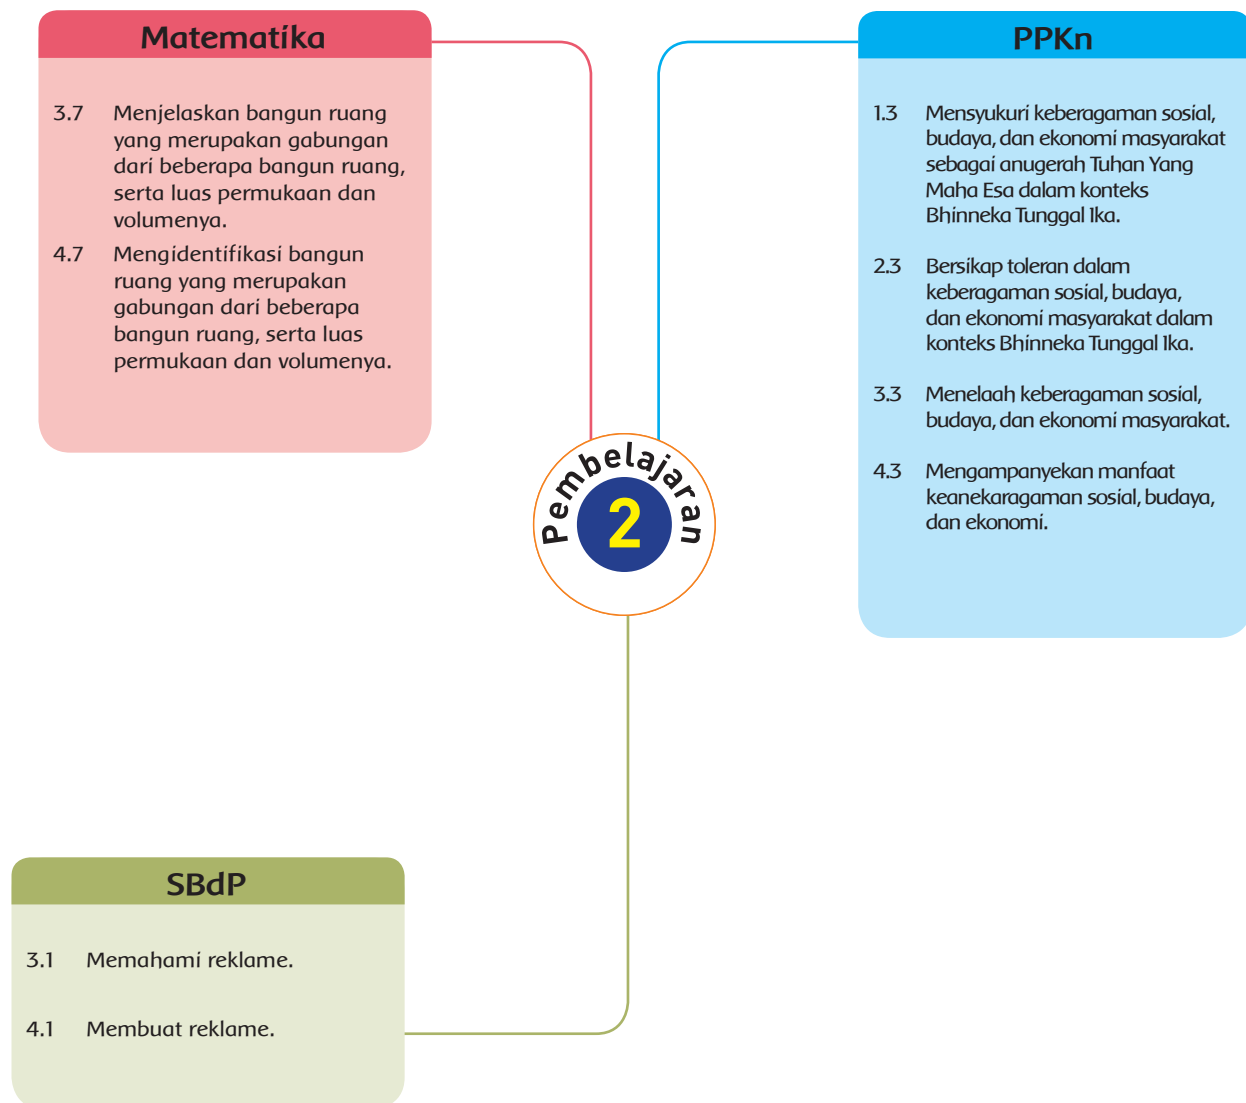 Matematika
3.7 Menjelaskan bangun ruang
yang merupakan gabungan
dari beberapa bangun ruang,
serta luas permukaan dan
volumenya.
4.7 Mengidentifikasi bangun
ruang yang merupakan
gabungan dari beberapa
bangun ruang, serta luas
permukaan dan volumenya.
PPKn
1.3 Mensyukuri keberagaman sosial,
budaya, dan ekonomi masyarakat
sebagai anugerah Tuhan Yang
Maha Esa dalam konteks
Bhinneka Tunggal Ika.
2.3 Bersikap toleran dalam
keberagaman sosial, budaya,
dan ekonomi masyarakat dalam
konteks Bhinneka Tunggal Ika.
3.3 Menelaah keberagaman sosial,
budaya, dan ekonomi masyarakat.
4.3 Mengampanyekan manfaat
keanekaragaman sosial, budaya,
dan ekonomi.
Pembelajaran
2
SBdP
3.1 Memahami reklame.
4.1 Membuat reklame.